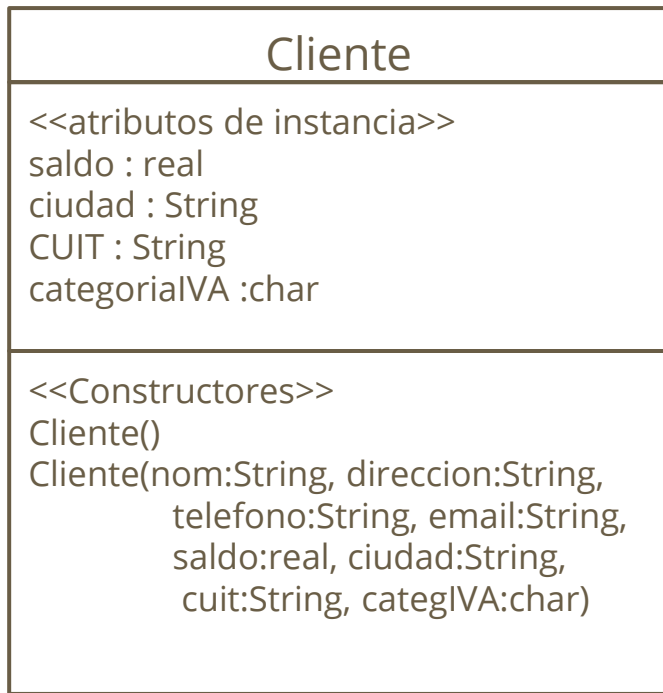 Cliente
<<atributos de instancia>>
saldo : real
ciudad : String
CUIT : String
categoriaIVA :char
<<Constructores>>
Cliente()
Cliente(nom:String, direccion:String,
telefono:String, email:String,
saldo:real, ciudad:String,
cuit:String, categIVA:char)